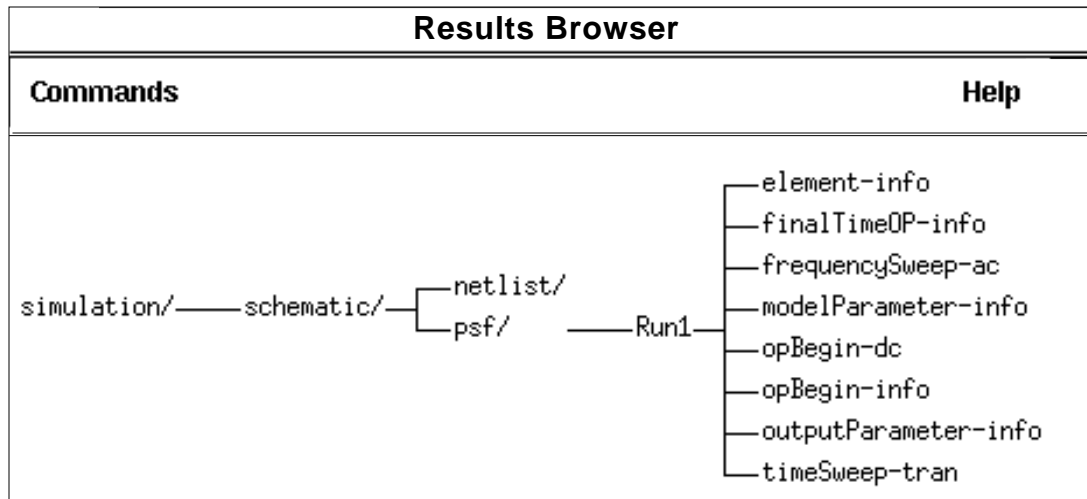 Results Browser
Commands Help
element-info
finalTimeOP-info
frequencySweep-ac
netlist/
simulation/ schematic/ modelParameter-info
psf/ Run1
opBegin-dc
opBegin-info
outputParameter-info
timeSweep-tran